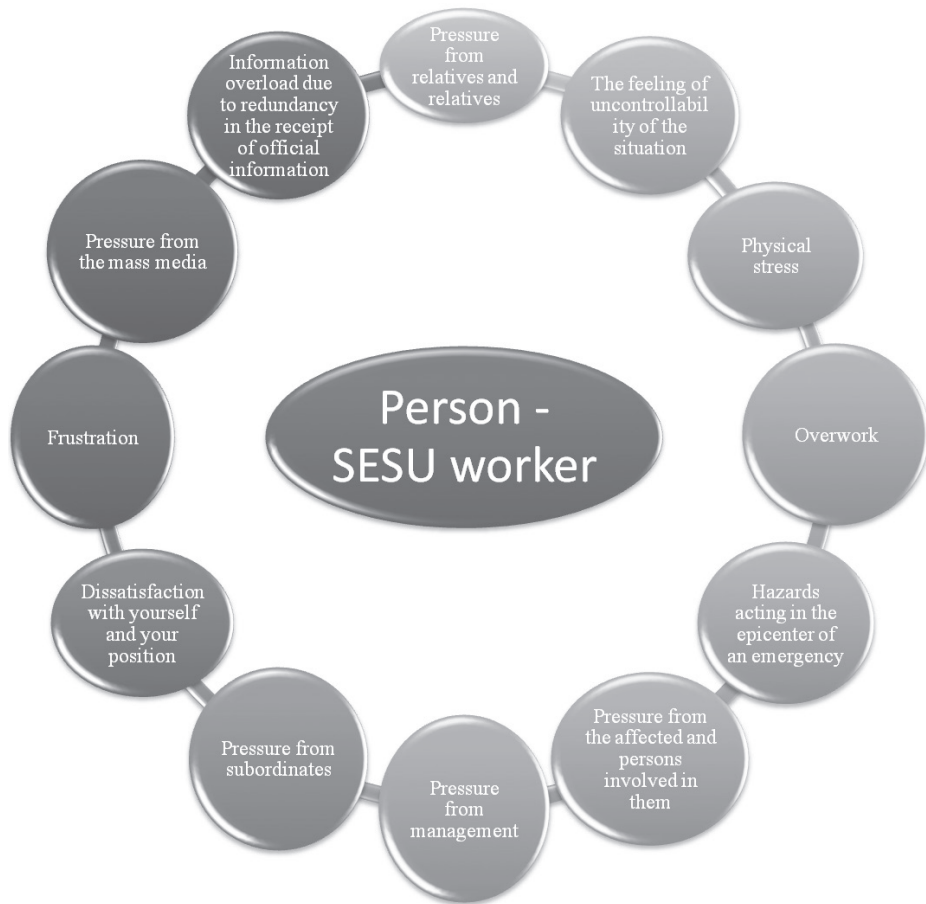 Pressure
from
relatives and
relatives
The feeling of
uncontrollabil
ity of the
situation
Physical
stress
Overwork
Hazards
acting in the
epicenter of
an emergency
Pressure from
the affected and
persons
involved in
them
Pressure
from
management
Pressure from
subordinates
Dissatisfaction
with yourself
and your
position
Frustration
Pressure from
the mass media
Information
overload due
to redundancy
in the receipt
of official
information
Person -
SESU worker